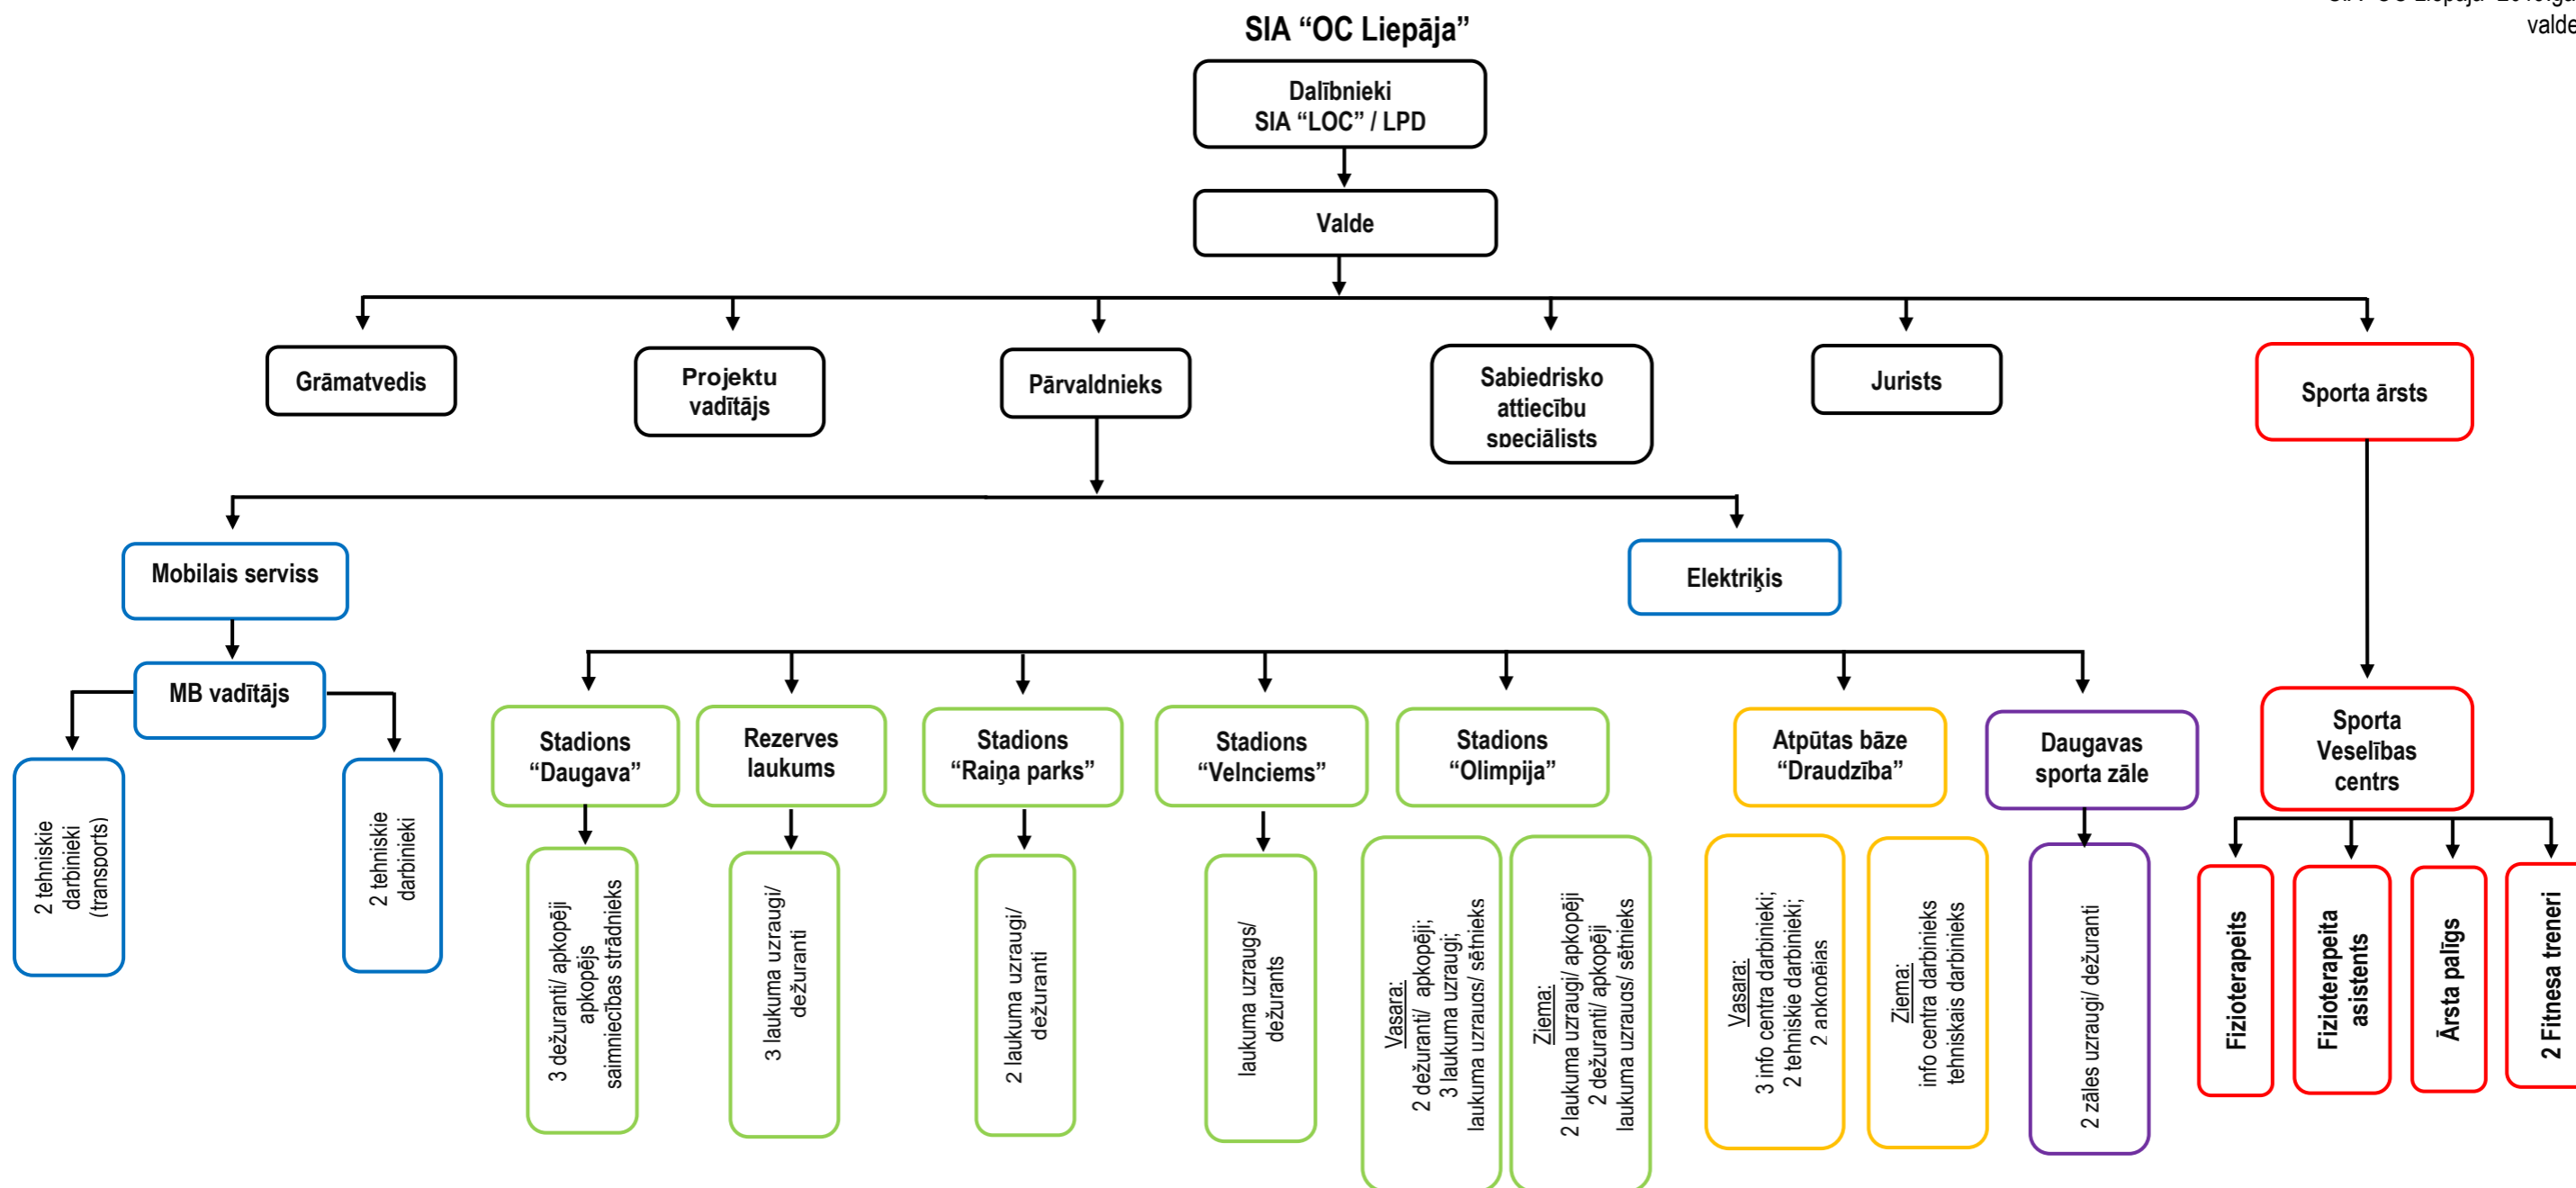 valde
SIA “OC Liepāja”
Dalībnieki
SIA “LOC” / LPD
Valde
Grāmatvedis
Projektu
vadītājs
Pārvaldnieks
Sabiedrisko
attiecību
speciālists
Jurists
Sporta ārsts
Mobilais serviss
Elektriķis
MB vadītājs
2 tehniskie
darbinieki
(transports)
2 tehniskie
darbinieki
Stadions
“Daugava”
Rezerves
laukums
Stadions
“Raiņa parks”
Stadions
“Velnciems”
Stadions
“Olimpija”
Atpūtas bāze
“Draudzība”
Daugavas
sporta zāle
Sporta
Veselības
centrs
3 dežuranti/ apkopēji
apkopējs
saimniecības strādnieks
3 laukuma uzraugi/
dežuranti
2 laukuma uzraugi/
dežuranti
laukuma uzraugs/
dežurants
Vasara:
2 dežuranti/ apkopēji;
3 laukuma uzraugi;
laukuma uzraugs/ sētnieks
Ziema:
2 laukuma uzraugi/ apkopēji
2 dežuranti/ apkopēji
laukuma uzraugs/ sētnieks
Vasara:
3 info centra darbinieki;
2 tehniskie darbinieki;
2 apkopējas
Ziema:
info centra darbinieks
tehniskais darbinieks
2 zāles uzraugi/ dežuranti
Fizioterapeits
Fizioterapeita
asistents
Ārsta palīgs
2 Fitnesa treneri